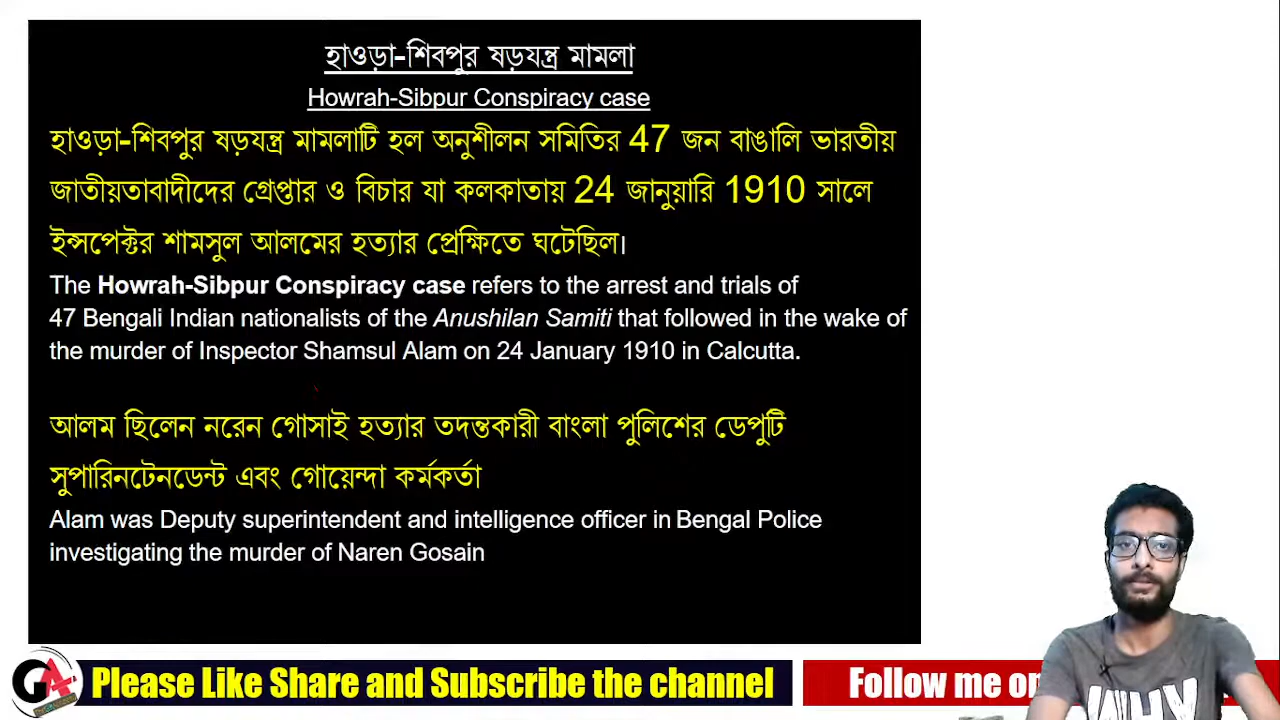 হাওড়া-শিবপুর ষড়যন্ত্র মামলা
Howrah-Sibpur Conspiracy case
হাওড়া-শিবপুর ষড়যন্ত্র মামলাটি হল অনুশীলন সমিতির 47 জন বাঙালি ভারতীয়
জাতীয়তাবাদীদের গ্রেপ্তার ও বিচার যা কলকাতায় 24 জানুয়ারি 1910 সালে
ইন্সপেক্টর শামসুল আলমের হত্যার প্রেক্ষিতে ঘটেছিল।
The Howrah-Sibpur Conspiracy case refers to the arrest and trials of
47 Bengali Indian nationalists of the Anushilan Samiti that followed in the wake of
the murder of Inspector Shamsul Alam on 24 January 1910 in Calcutta.
আলম ছিলেন নরেন গোসাই হত্যার তদন্তকারী বাংলা পুলিশের ডেপুটি
সুপারিনটেনডেন্ট এবং গোয়েন্দা কর্মকর্তা
Alam was Deputy superintendent and intelligence officer in Bengal Police
investigating the murder of Naren Gosain
GA
Please Like Share and Subscribe the channel
Follow me on
WHY